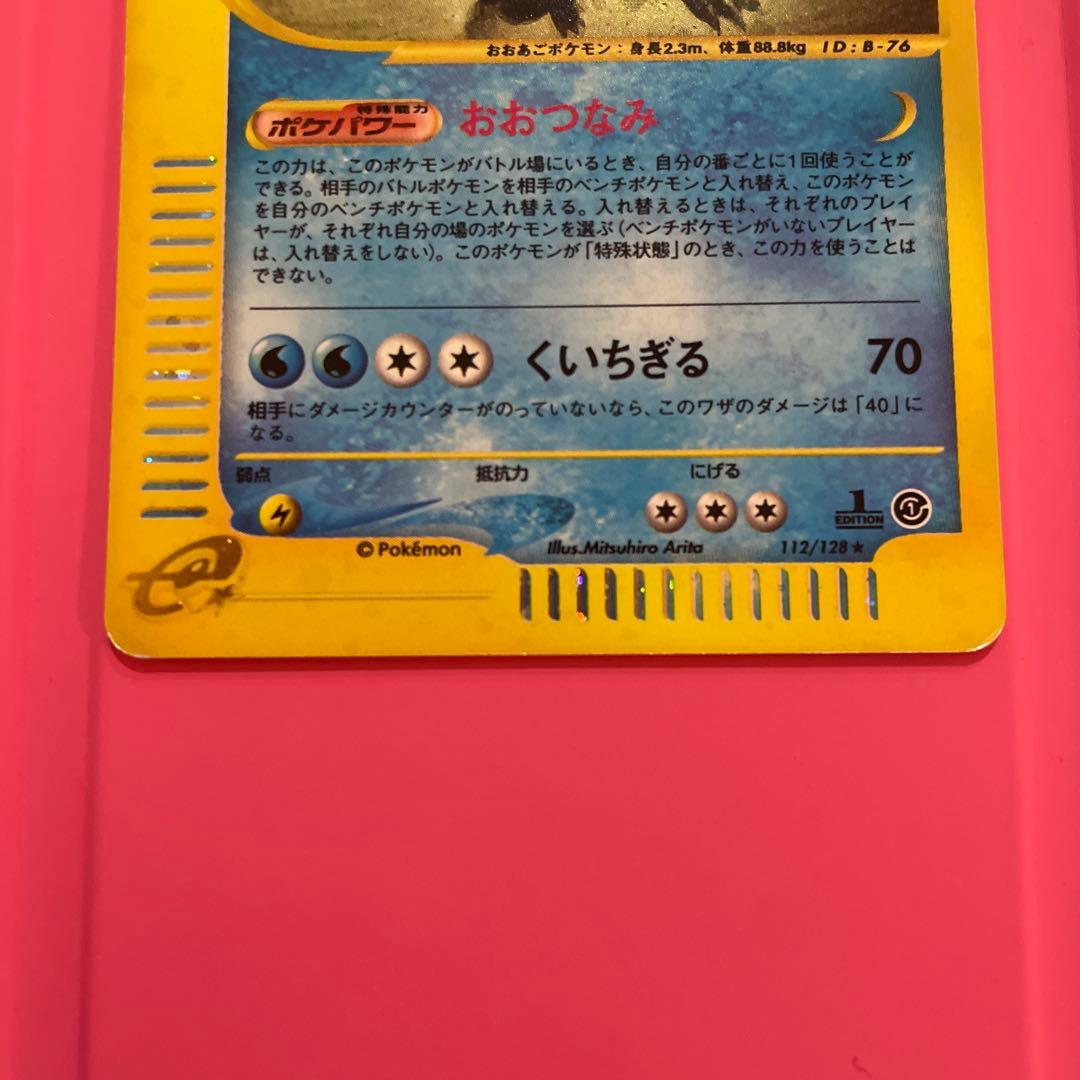 おおあごポケモン：身長2.3m、体重88.8kg ID：B-76
特殊能力
ポケパワー おおつなみ
この力は、このポケモンがバトル場にいるとき、自分の番ごとに1回使うことが
できる。相手のバトルポケモンを相手のベンチポケモンと入れ替え、このポケモン
を自分のベンチポケモンと入れ替える。入れ替えるときは、それぞれのプレイ
ヤーが、それぞれ自分の場のポケモンを選ぶ（ベンチポケモンがいないプレイヤー
は、入れ替えをしない）。このポケモンが「特殊状態」のとき、この力を使うことは
できない。
くいちぎる 70
相手にダメージカウンターがのっていないなら、このワザのダメージは「40」に
なる。
弱点 抵抗力 にげる
1
EDITION
©Pokémon Illus.Mitsuhiro Arita 112/128★
e